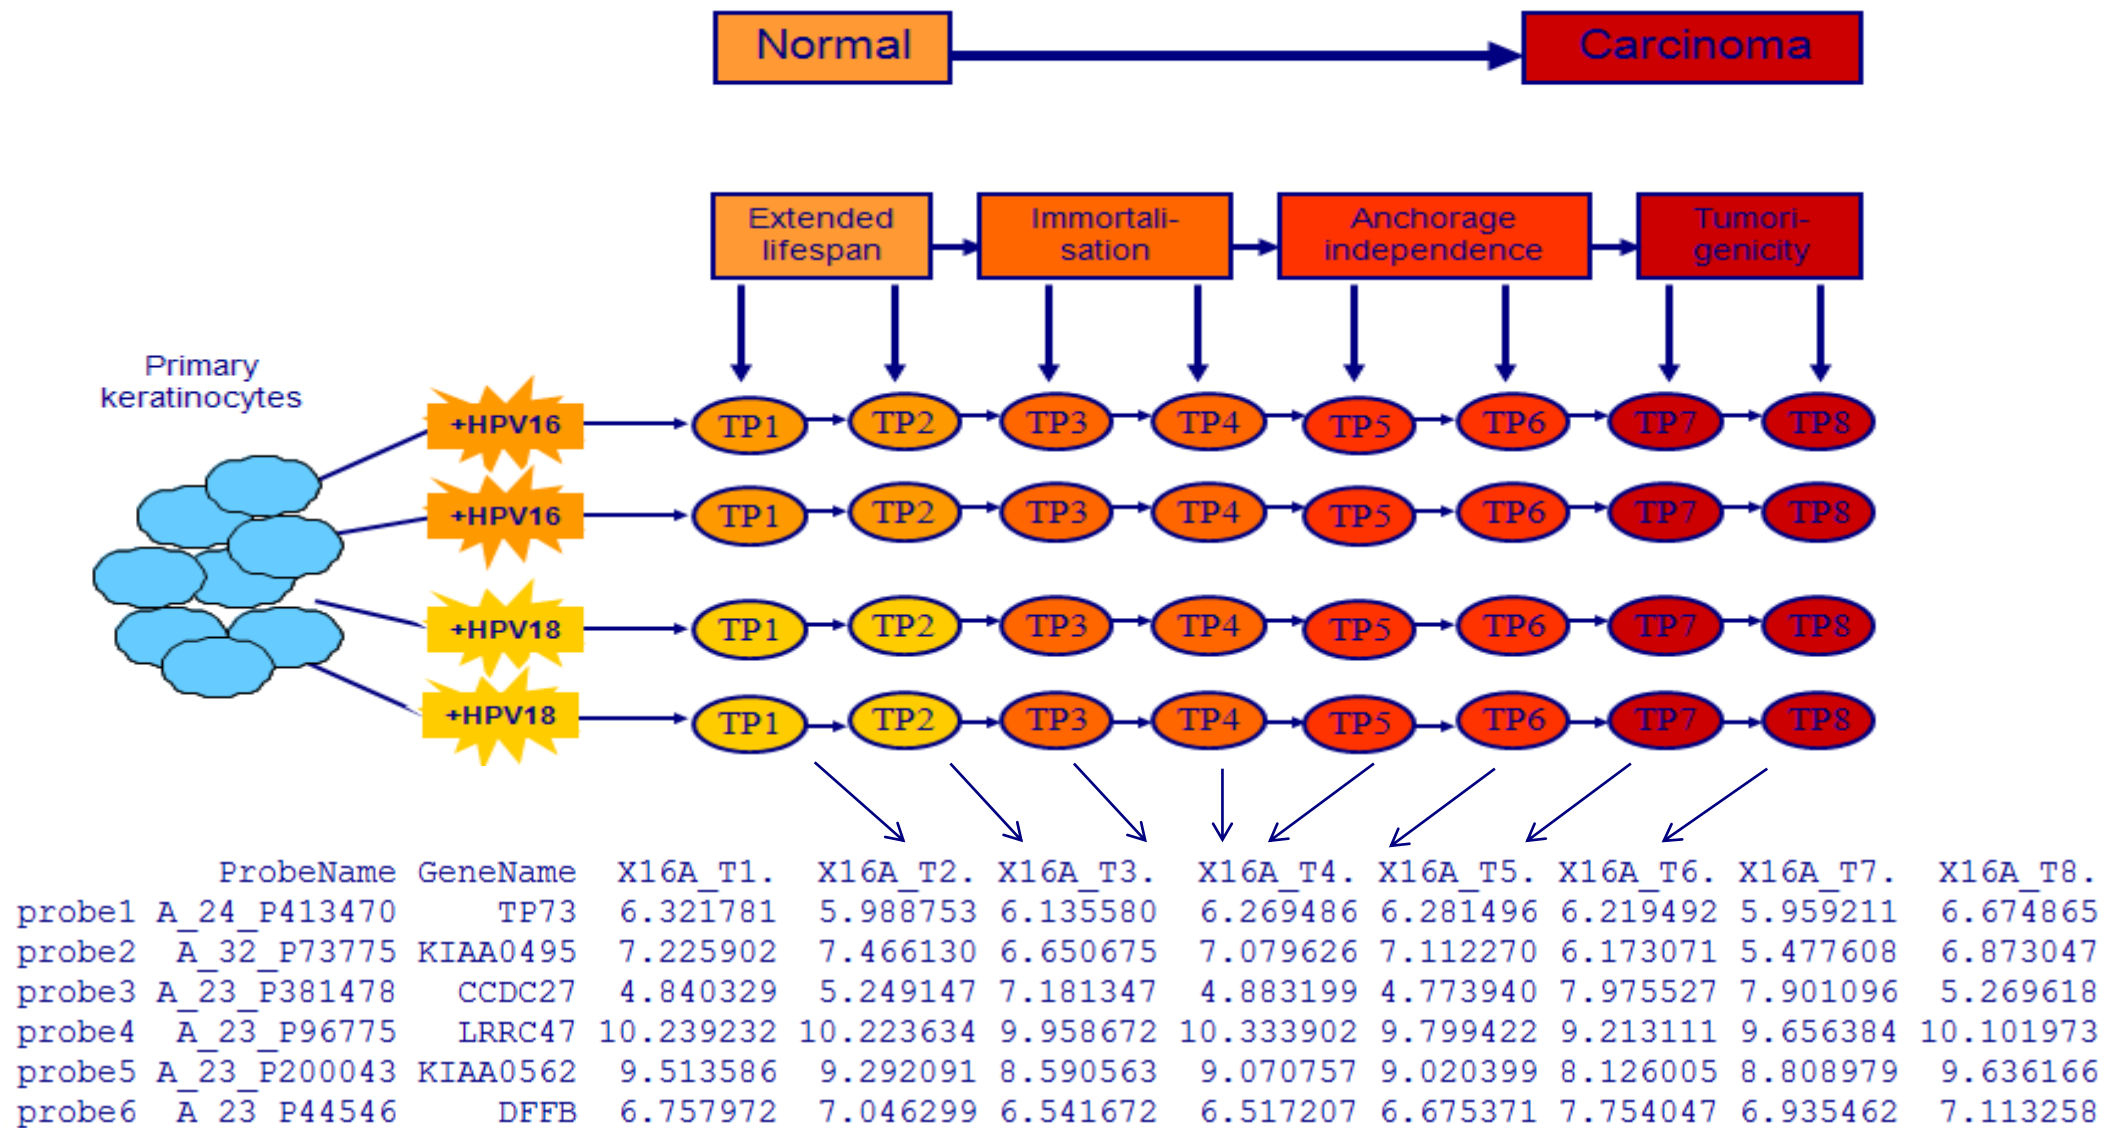 Normal
Carcinoma
Extended
lifespan
Immortali-
sation
Anchorage
independence
Tumori-
genicity
Primary
keratinocytes
+HPV16 TP1 TP2 TP3 TP4 TP5 TP6 TP7 TP8
+HPV16 TP1 TP2 TP3 TP4 TP5 TP6 TP7 TP8
+HPV18 TP1 TP2 TP3 TP4 TP5 TP6 TP7 TP8
+HPV18 TP1 TP2 TP3 TP4 TP5 TP6 TP7 TP8
ProbeName GeneName X16A_T1. X16A_T2. X16A_T3. X16A_T4. X16A_T5. X16A_T6. X16A_T7. X16A_T8.
probe1 A_24_P413470 TP73 6.321781 5.988753 6.135580 6.269486 6.281496 6.219492 5.959211 6.674865
probe2 A_32_P73775 KIAA0495 7.225902 7.466130 6.650675 7.079626 7.112270 6.173071 5.477608 6.873047
probe3 A_23_P381478 CCDC27 4.840329 5.249147 7.181347 4.883199 4.773940 7.975527 7.901096 5.269618
probe4 A_23_P96775 LRRC47 10.239232 10.223634 9.958672 10.333902 9.799422 9.213111 9.656384 10.101973
probe5 A_23_P200043 KIAA0562 9.513586 9.292091 8.590563 9.070757 9.020399 8.126005 8.808979 9.636166
probe6 A 23 P44546 DFFB 6.757972 7.046299 6.541672 6.517207 6.675371 7.754047 6.935462 7.113258